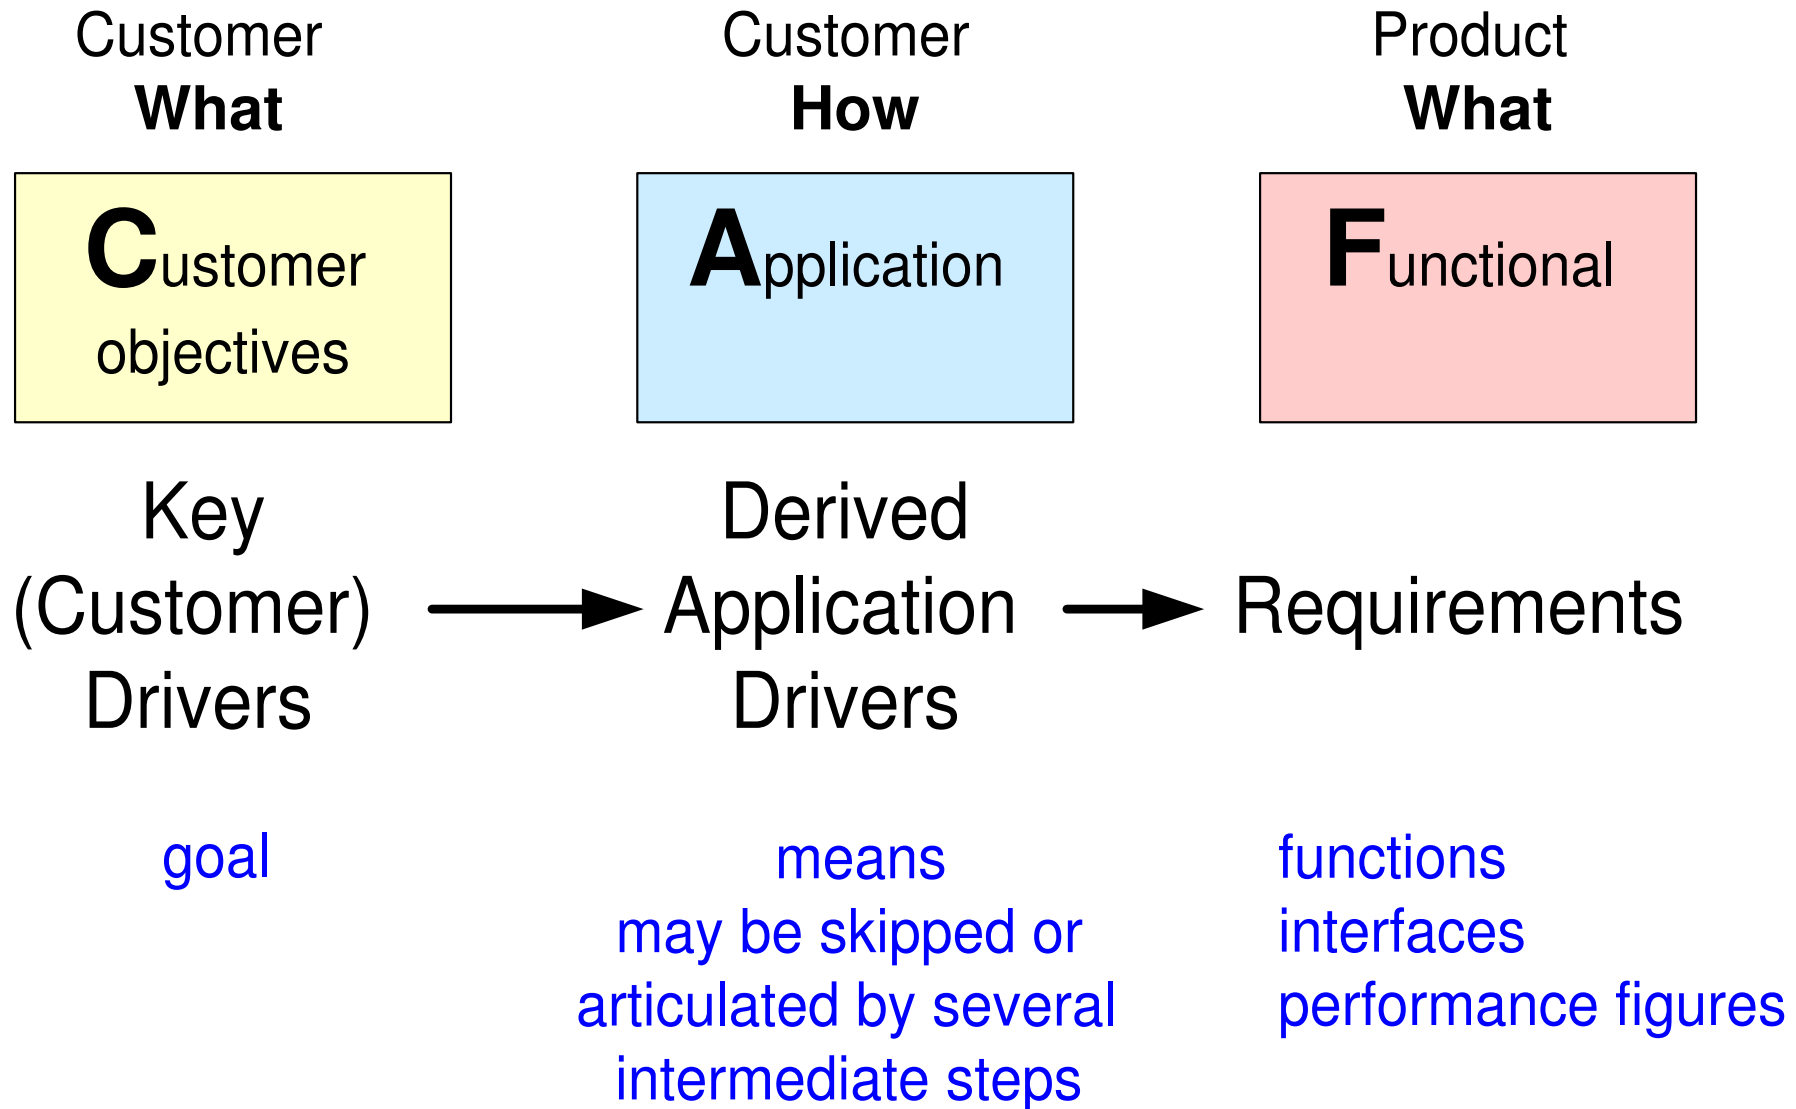 Customer
What
Customer
How
Product
What
Customer
objectives
Application
Functional
Key
(Customer)
Drivers
Derived
Application
Drivers
Requirements
goal
means
may be skipped or
articulated by several
intermediate steps
functions
interfaces
performance figures